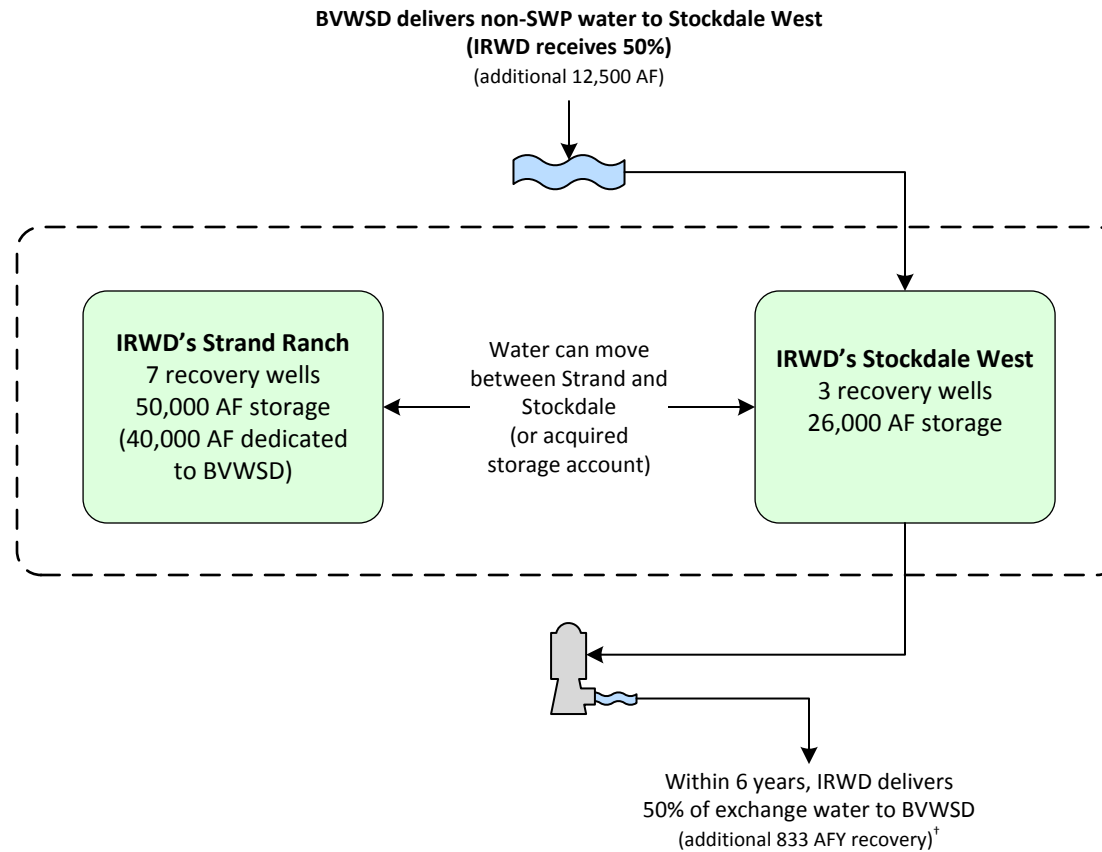 BVWSD delivers non-SWP water to Stockdale West
(IRWD receives 50%)
(additional 12,500 AF)
IRWD’s Strand Ranch
7 recovery wells
50,000 AF storage
(40,000 AF dedicated
to BVWSD)
Water can move
between Strand and
Stockdale
(or acquired
storage account)
IRWD’s Stockdale West
3 recovery wells
26,000 AF storage
Within 6 years, IRWD delivers
50% of exchange water to BVWSD
(additional 833 AFY recovery)†